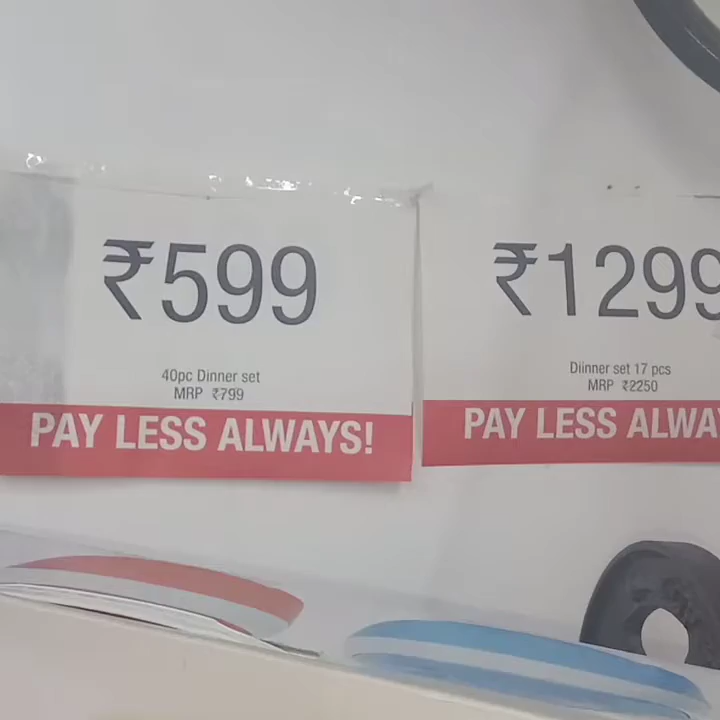 ₹599
40pc Dinner set
MRP ₹799
PAY LESS ALWAYS!
₹1299
Diinner set 17 pcs
MRP ₹2250
PAY LESS ALWA